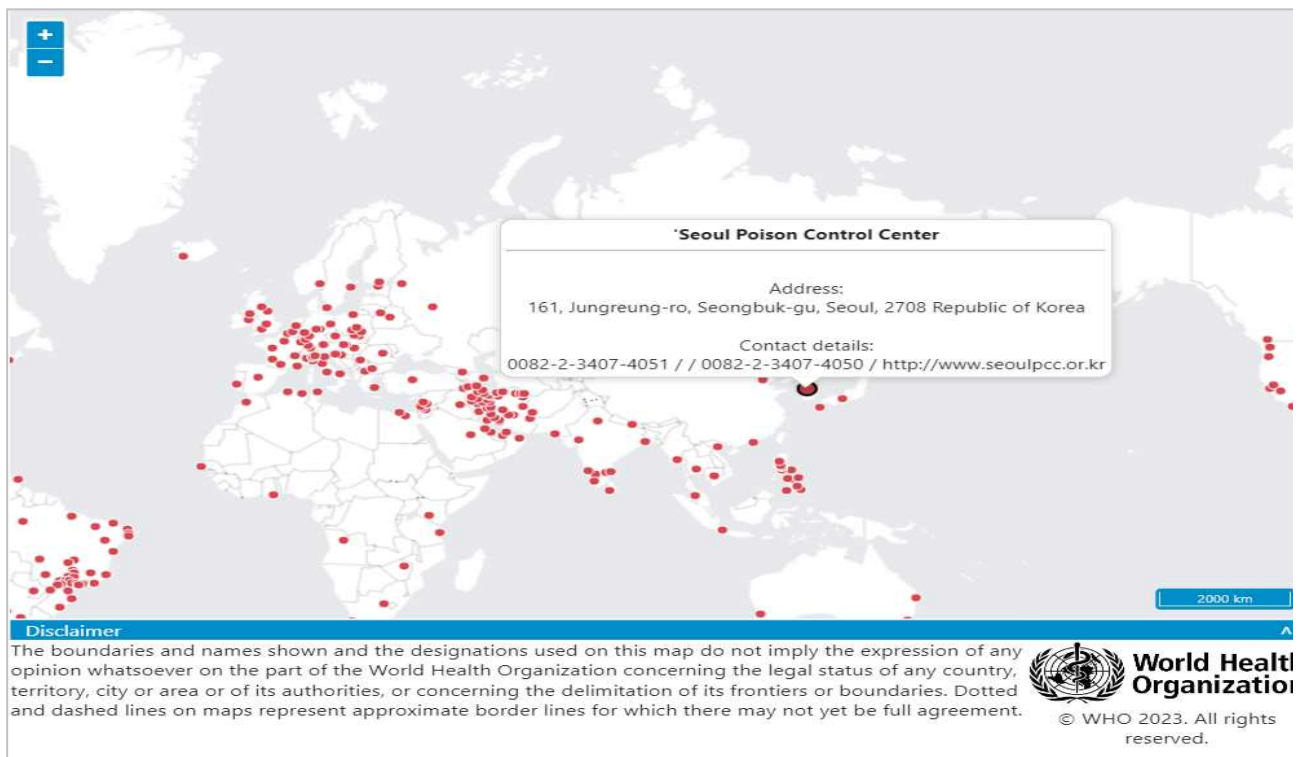 +
−
'Seoul Poison Control Center
Address:
161, Jungreung-ro, Seongbuk-gu, Seoul, 2708 Republic of Korea
Contact details:
0082-2-3407-4051 / / 0082-2-3407-4050 / http://www.seoulpcc.or.kr
2000 km
Disclaimer
The boundaries and names shown and the designations used on this map do not imply the expression of any
opinion whatsoever on the part of the World Health Organization concerning the legal status of any country,
territory, city or area or of its authorities, or concerning the delimitation of its frontiers or boundaries. Dotted
and dashed lines on maps represent approximate border lines for which there may not yet be full agreement.
World Health
Organization
© WHO 2023. All rights
reserved.